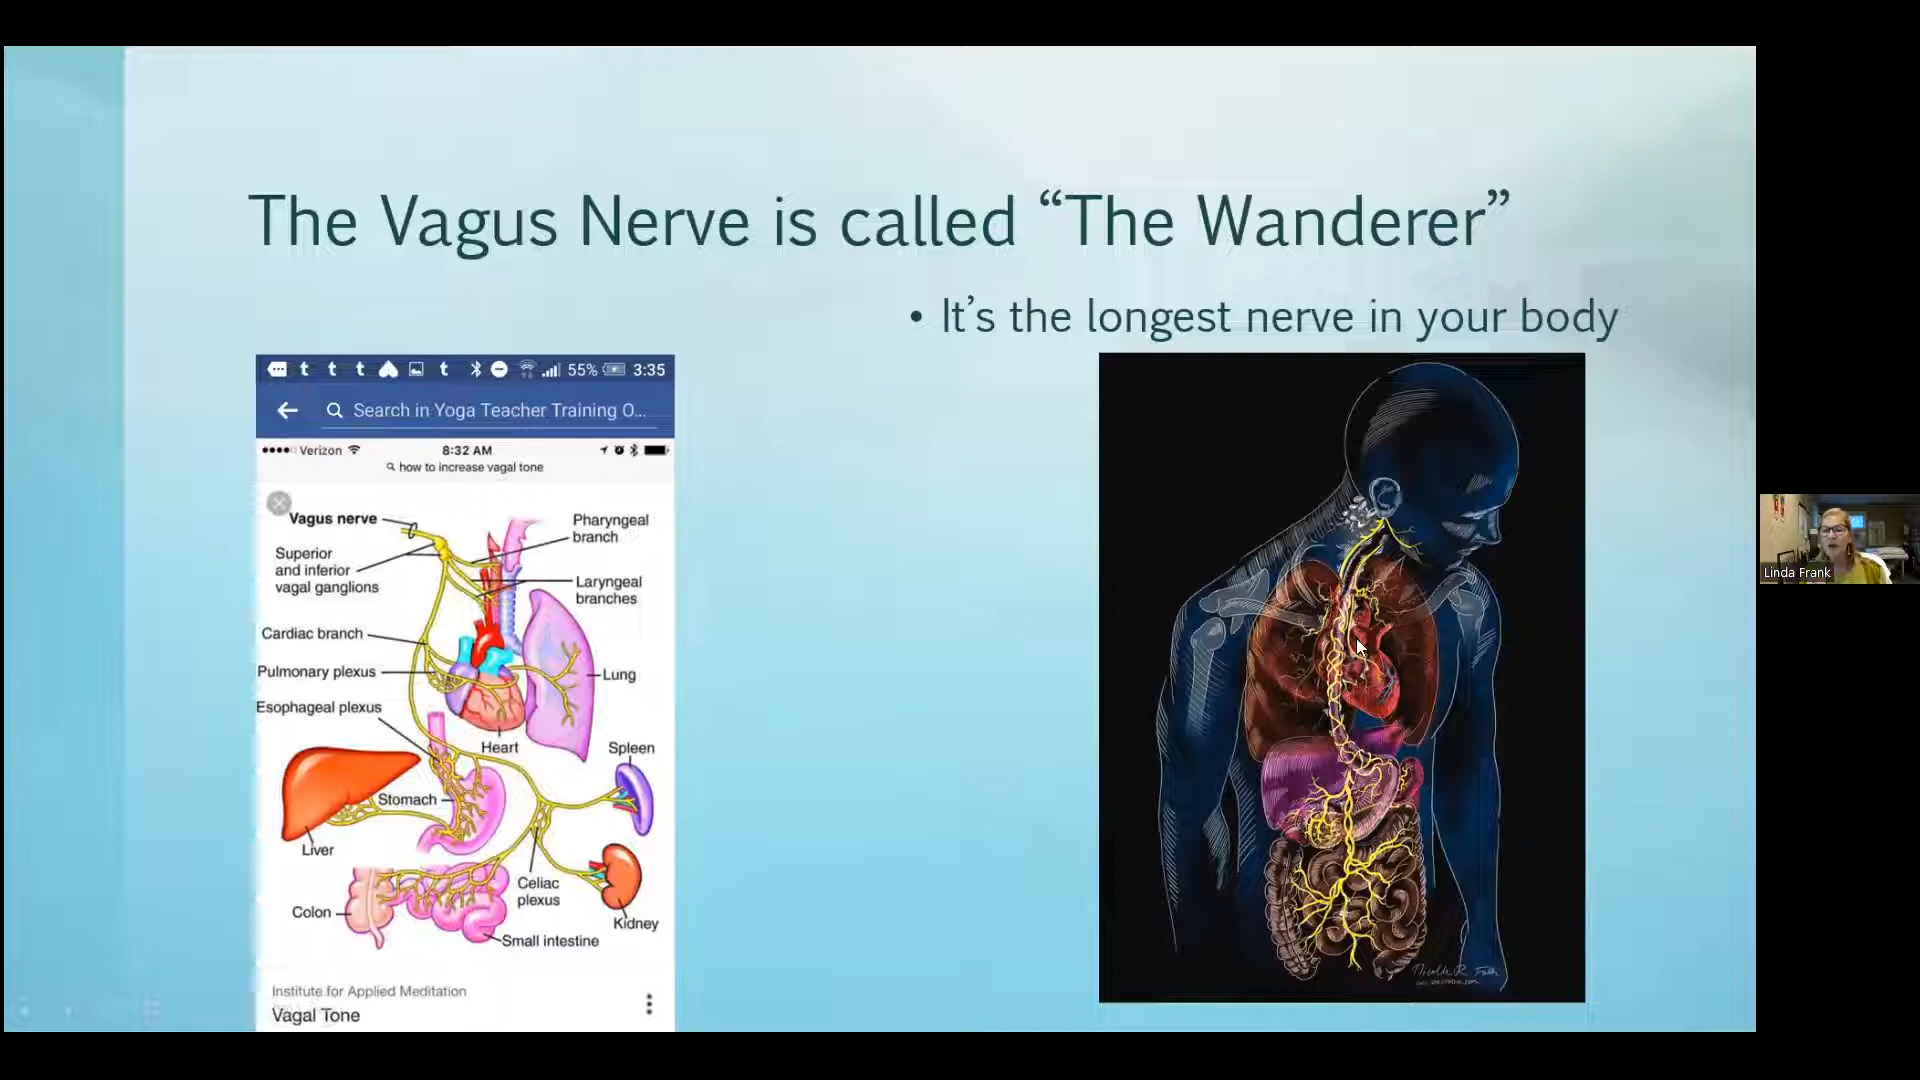 The Vagus Nerve is called “The Wanderer”
• It’s the longest nerve in your body
55% 3:35
Search in Yoga Teacher Training O...
Verizon 8:32 AM
how to increase vagal tone
Vagus nerve
Superior
and inferior
vagal ganglions
Cardiac branch
Pulmonary plexus
Esophageal plexus
Pharyngeal
branch
Laryngeal
branches
Lung
Heart
Spleen
Stomach
Liver
Celiac
plexus
Colon
Kidney
Small intestine
Institute for Applied Meditation
Vagal Tone
Linda Frank